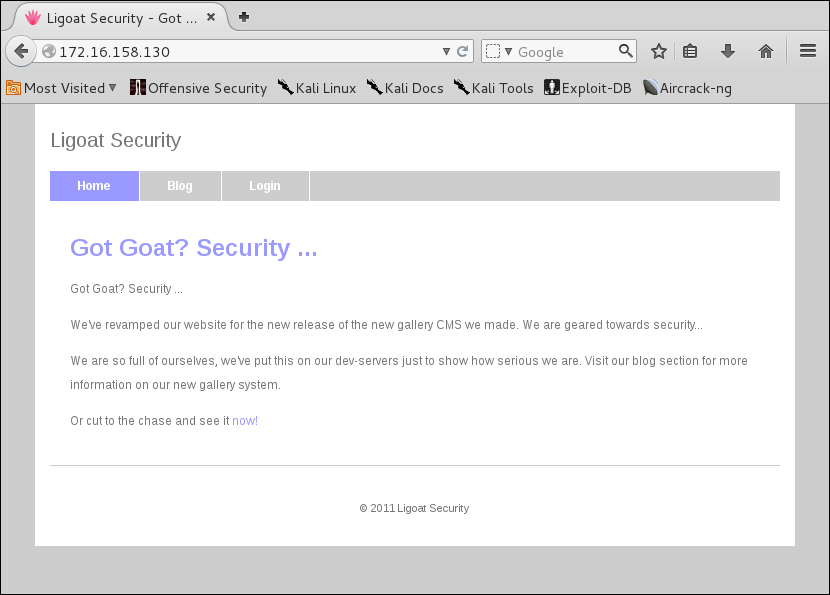 Ligoat Security - Got ...
172.16.158.130
Google
Most Visited Offensive Security Kali Linux Kali Docs Kali Tools Exploit-DB Aircrack-ng
Ligoat Security
Home Blog Login
Got Goat? Security ...
Got Goat? Security ...
We've revamped our website for the new release of the new gallery CMS we made. We are geared towards security...
We are so full of ourselves, we've put this on our dev-servers just to show how serious we are. Visit our blog section for more
information on our new gallery system.
Or cut to the chase and see it now!
© 2011 Ligoat Security